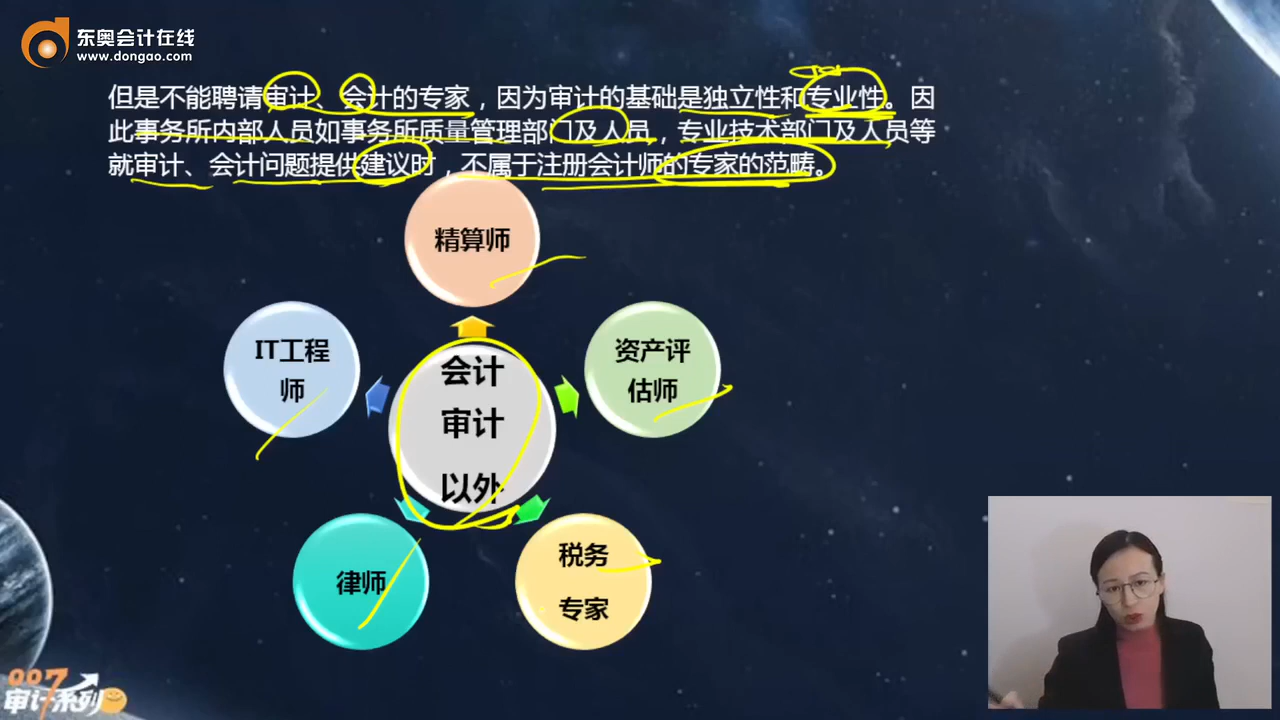 东奥会计在线
www.dongao.com
但是不能聘请审计、会计的专家，因为审计的基础是独立性和专业性。因
此事务所内部人员如事务所质量管理部门及人员，专业技术部门及人员等
就审计、会计问题提供建议时，不属于注册会计师的专家的范畴。
精算师
IT工程
师
资产评
估师
会计
审计
以外
律师
税务
专家
007
审计系列